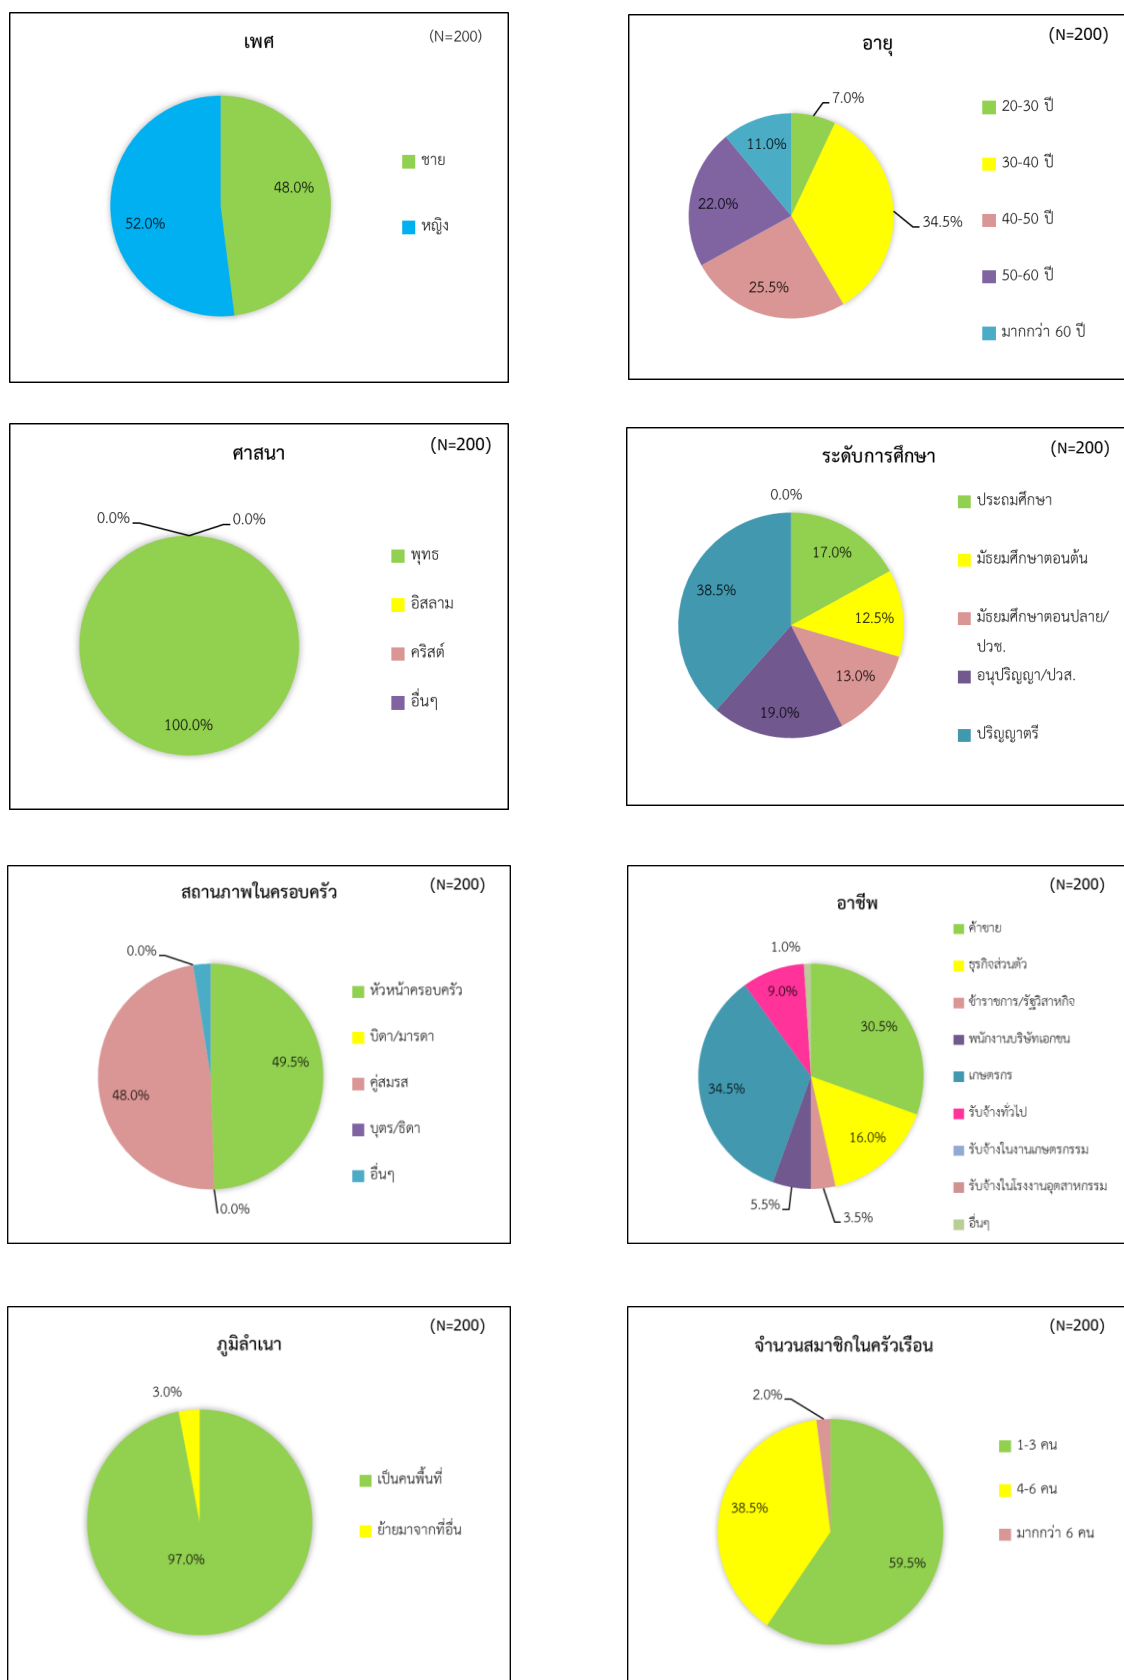 เพศ
(N=200)
48.0%
52.0%
ชาย
หญิง
อายุ
(N=200)
7.0%
34.5%
25.5%
22.0%
11.0%
20-30 ปี
30-40 ปี
40-50 ปี
50-60 ปี
มากกว่า 60 ปี
ศาสนา
(N=200)
0.0%
0.0%
100.0%
พุทธ
อิสลาม
คริสต์
อื่นๆ
ระดับการศึกษา
(N=200)
0.0%
17.0%
12.5%
13.0%
19.0%
38.5%
ประถมศึกษา
มัธยมศึกษาตอนต้น
มัธยมศึกษาตอนปลาย/
ปวช.
อนุปริญญา/ปวส.
ปริญญาตรี
สถานภาพในครอบครัว
(N=200)
0.0%
49.5%
48.0%
0.0%
หัวหน้าครอบครัว
บิดา/มารดา
คู่สมรส
บุตร/ธิดา
อื่นๆ
อาชีพ
(N=200)
1.0%
9.0%
30.5%
34.5%
16.0%
5.5%
3.5%
ค้าขาย
ธุรกิจส่วนตัว
ข้าราชการ/รัฐวิสาหกิจ
พนักงานบริษัทเอกชน
เกษตรกร
รับจ้างทั่วไป
รับจ้างในงานเกษตรกรรม
รับจ้างในโรงงานอุตสาหกรรม
อื่นๆ
ภูมิลำเนา
(N=200)
3.0%
97.0%
เป็นคนพื้นที่
ย้ายมาจากที่อื่น
จำนวนสมาชิกในครัวเรือน
(N=200)
2.0%
38.5%
59.5%
1-3 คน
4-6 คน
มากกว่า 6 คน